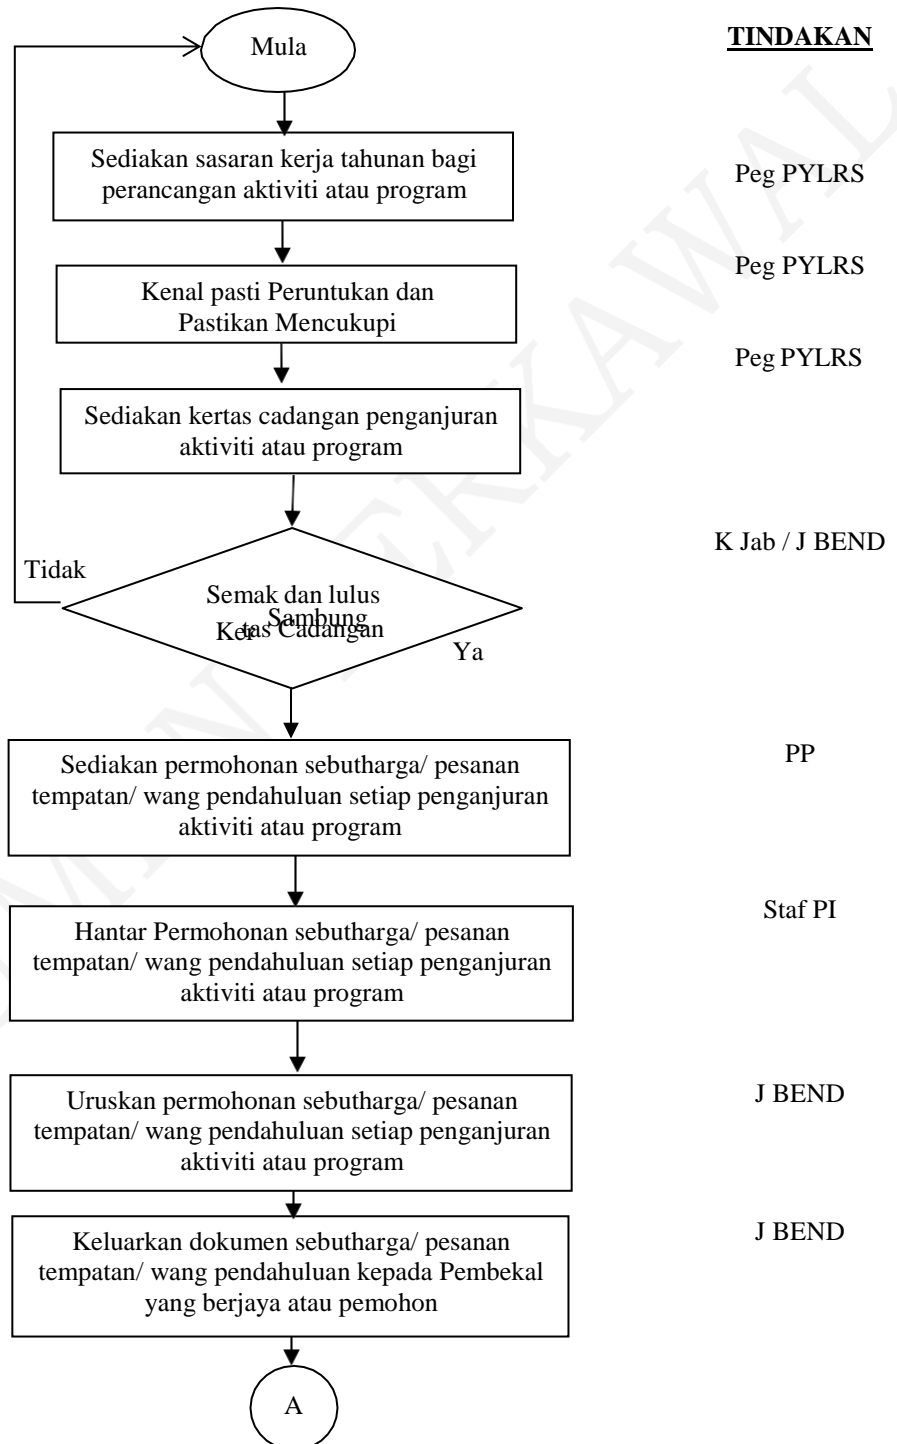 Mula
TINDAKAN
Sediakan sasaran kerja tahunan bagi
perancangan aktiviti atau program
Peg PYLRS
Kenal pasti Peruntukan dan
Pastikan Mencukupi
Peg PYLRS
Sediakan kertas cadangan penganjuran
aktiviti atau program
Peg PYLRS
K Jab / J BEND
Tidak
Semak dan lulus
Sambung
Kertas Cadangan
Ya
Sediakan permohonan sebutharga/ pesanan
tempatan/ wang pendahuluan setiap penganjuran
aktiviti atau program
PP
Hantar Permohonan sebutharga/ pesanan
tempatan/ wang pendahuluan setiap penganjuran
aktiviti atau program
Staf PI
Uruskan permohonan sebutharga/ pesanan
tempatan/ wang pendahuluan setiap penganjuran
aktiviti atau program
J BEND
Keluarkan dokumen sebutharga/ pesanan
tempatan/ wang pendahuluan kepada Pembekal
yang berjaya atau pemohon
J BEND
A